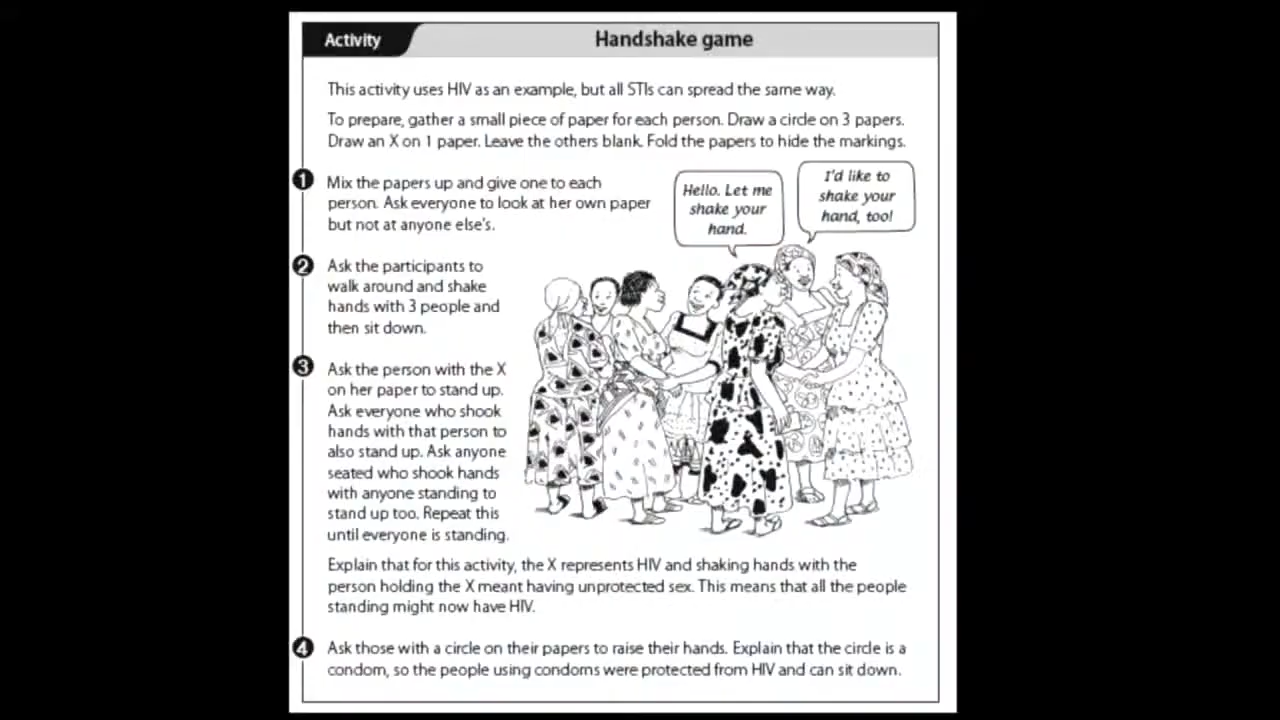 Activity
Handshake game
This activity uses HIV as an example, but all STIs can spread the same way.
To prepare, gather a small piece of paper for each person. Draw a circle on 3 papers.
Draw an X on 1 paper. Leave the others blank. Fold the papers to hide the markings.
1 Mix the papers up and give one to each
person. Ask everyone to look at her own paper
but not at anyone else's.
Hello. Let me
shake your
hand.
I'd like to
shake your
hand, too!
2 Ask the participants to
walk around and shake
hands with 3 people and
then sit down.
3 Ask the person with the X
on her paper to stand up.
Ask everyone who shook
hands with that person to
also stand up. Ask anyone
seated who shook hands
with anyone standing to
stand up too. Repeat this
until everyone is standing.
Explain that for this activity, the X represents HIV and shaking hands with the
person holding the X meant having unprotected sex. This means that all the people
standing might now have HIV.
4 Ask those with a circle on their papers to raise their hands. Explain that the circle is a
condom, so the people using condoms were protected from HIV and can sit down.